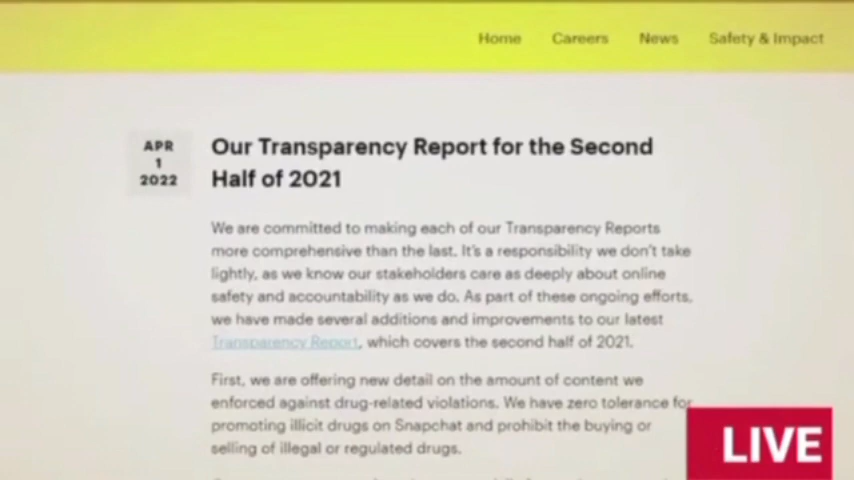 Home Careers News Safety & Impact
APR
1
2022
Our Transparency Report for the Second
Half of 2021
We are committed to making each of our Transparency Reports
more comprehensive than the last. It's a responsibility we don't take
lightly, as we know our stakeholders care as deeply about online
safety and accountability as we do. As part of these ongoing efforts,
we have made several additions and improvements to our latest
Transparency Report, which covers the second half of 2021.
First, we are offering new detail on the amount of content we
enforced against drug-related violations. We have zero tolerance for
promoting illicit drugs on Snapchat and prohibit the buying or
selling of illegal or regulated drugs.
LIVE